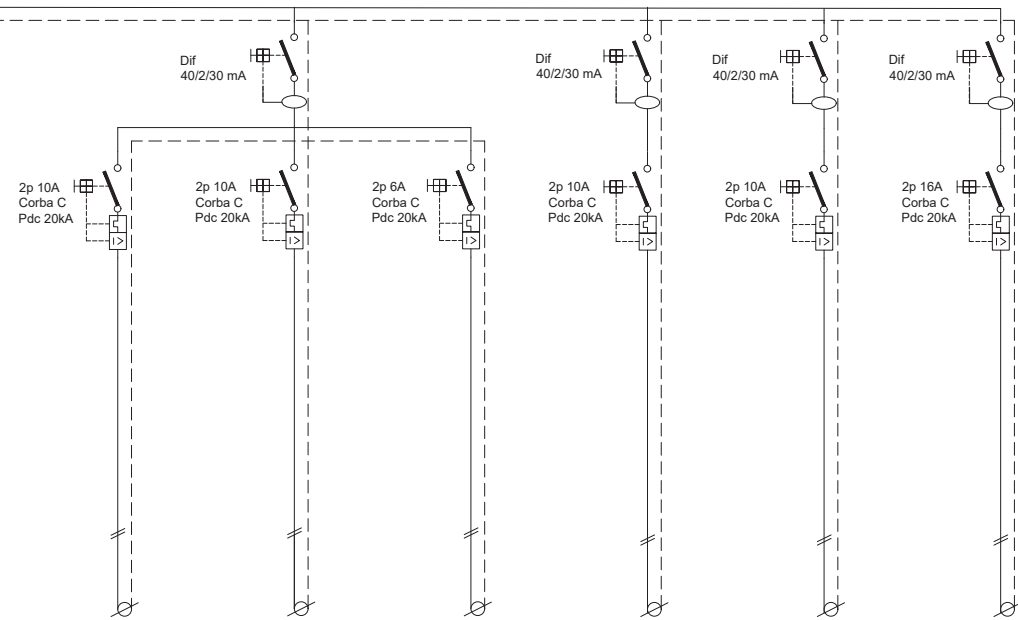 Dif
40/2/30 mA
Dif
40/2/30 mA
Dif
40/2/30 mA
Dif
40/2/30 mA
2p 10A
Corba C
Pdc 20kA
2p 10A
Corba C
Pdc 20kA
2p 6A
Corba C
Pdc 20kA
2p 10A
Corba C
Pdc 20kA
2p 10A
Corba C
Pdc 20kA
2p 16A
Corba C
Pdc 20kA
I>
I>
I>
I>
I>
I>